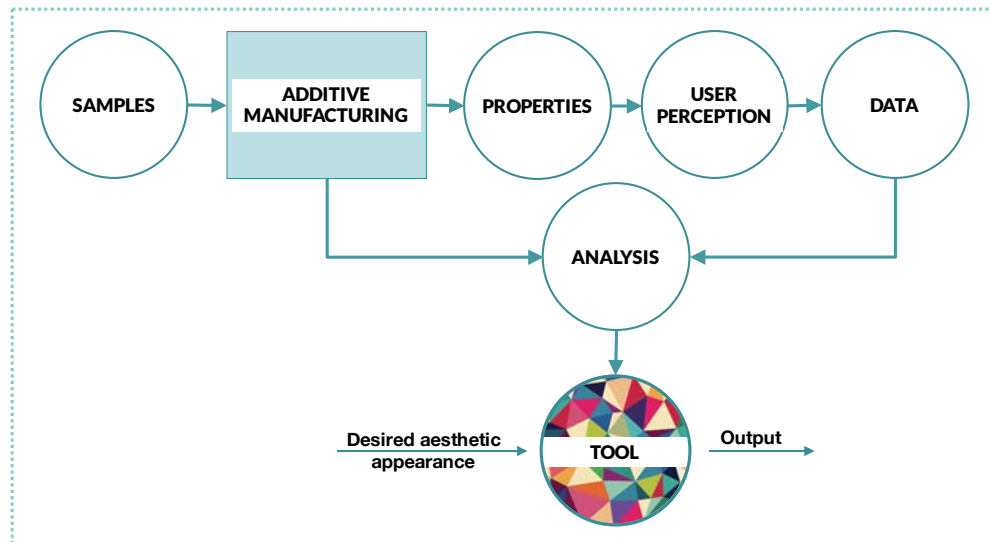 SAMPLES
ADDITIVE
MANUFACTURING
PROPERTIES
USER
PERCEPTION
DATA
ANALYSIS
Desired aesthetic
appearance
TOOL
Output